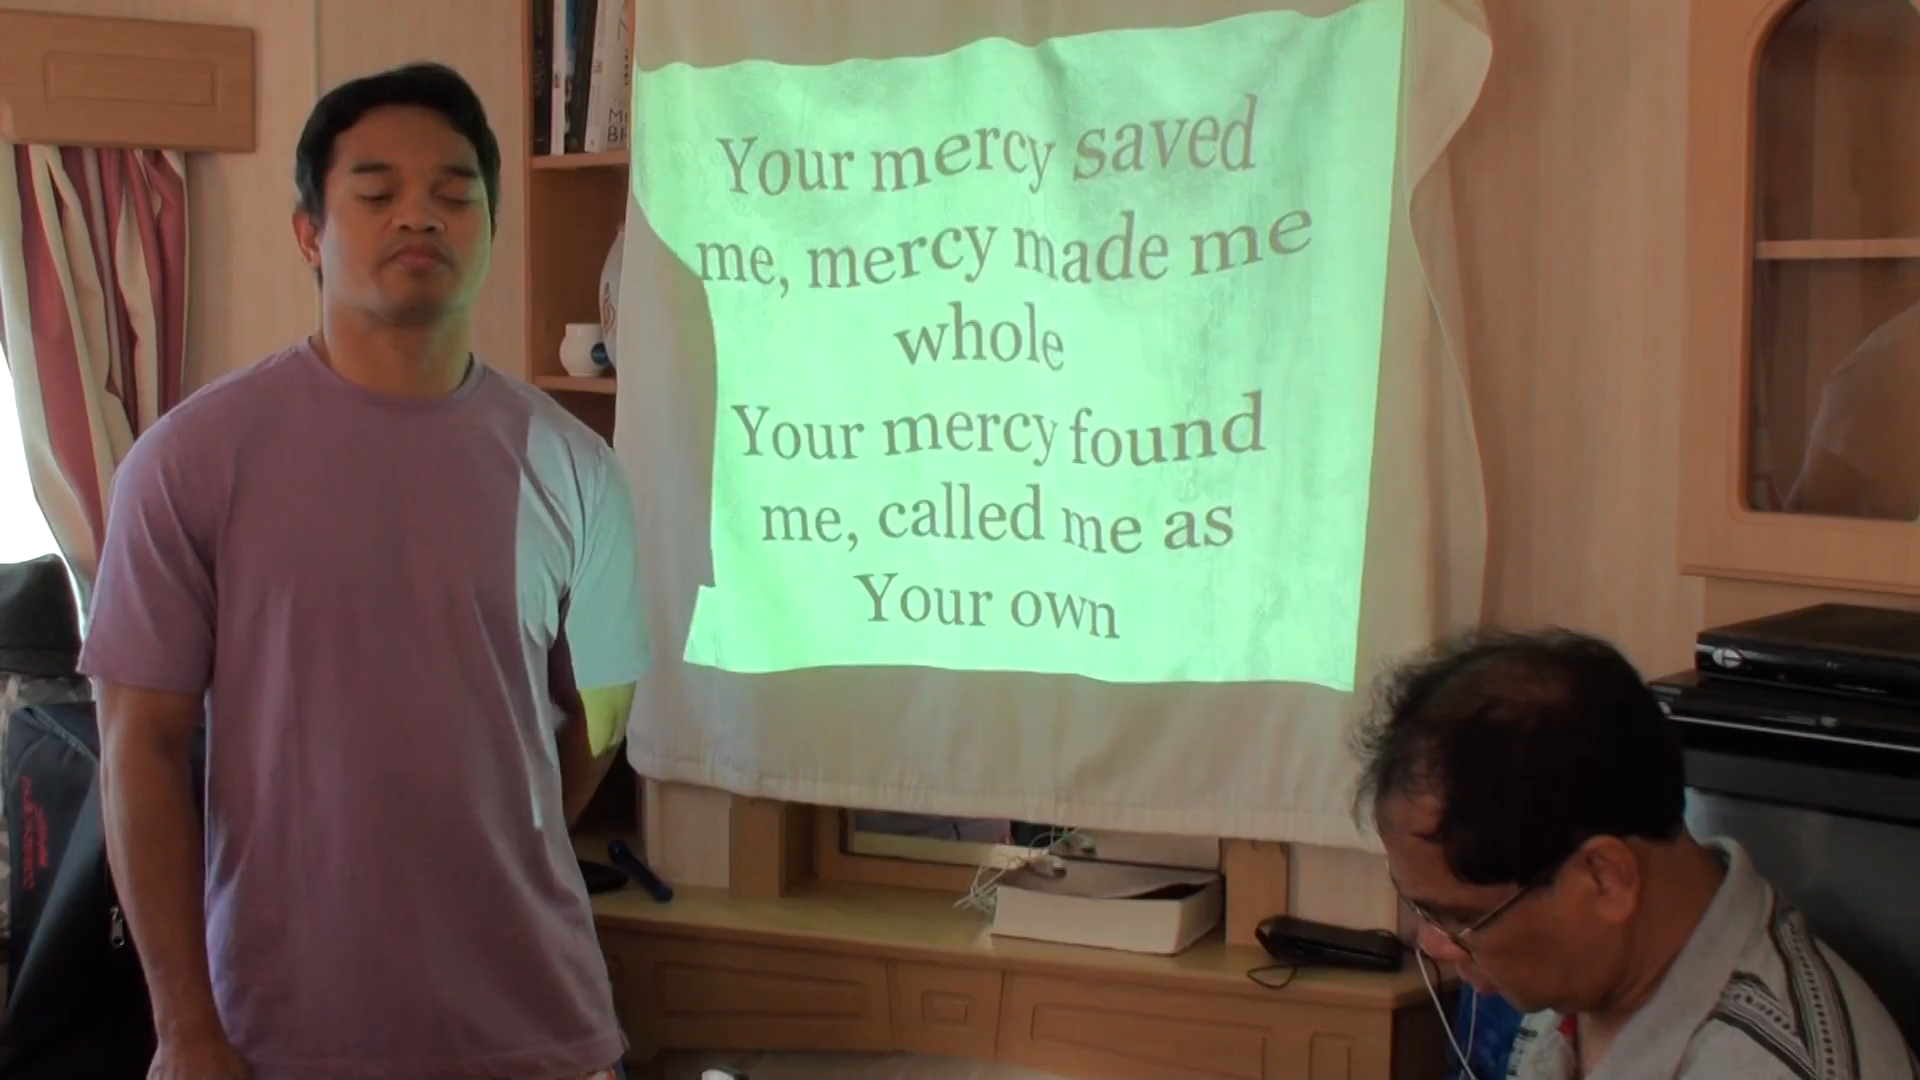 Your mercy saved
me, mercy made me
whole
Your mercy found
me, called me as
Your own